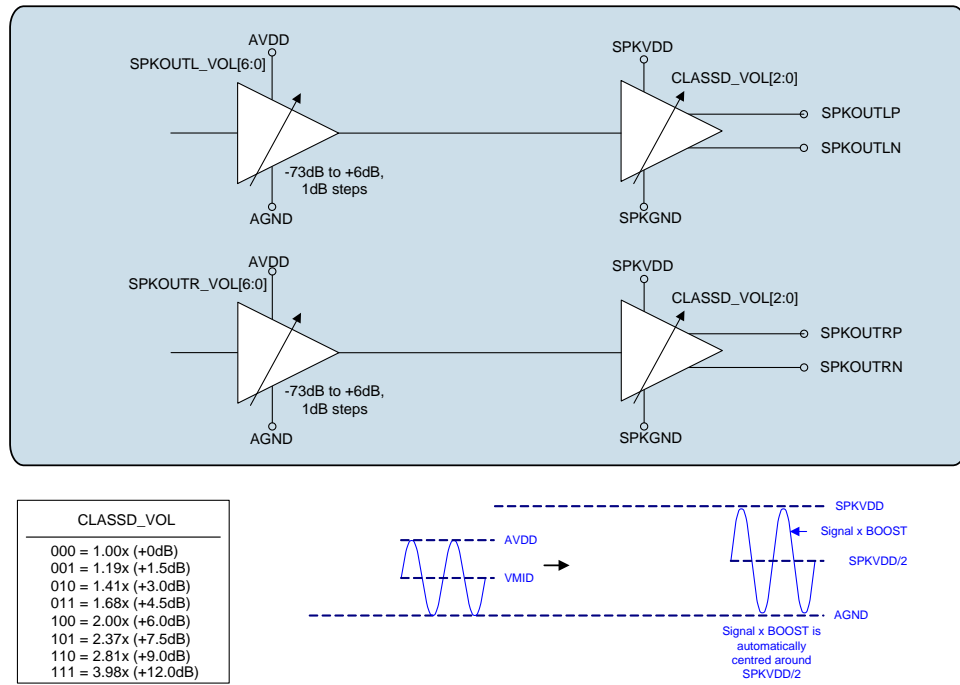 AVDD
SPKOUTL_VOL[6:0]
SPKVDD
CLASSD_VOL[2:0]
SPKOUTLP
SPKOUTLN
-73dB to +6dB,
1dB steps
AGND
SPKGND
AVDD
SPKOUTR_VOL[6:0]
SPKVDD
CLASSD_VOL[2:0]
SPKOUTRP
SPKOUTRN
-73dB to +6dB,
1dB steps
AGND
SPKGND
CLASSD_VOL
000 = 1.00x (+0dB)
001 = 1.19x (+1.5dB)
010 = 1.41x (+3.0dB)
011 = 1.68x (+4.5dB)
100 = 2.00x (+6.0dB)
101 = 2.37x (+7.5dB)
110 = 2.81x (+9.0dB)
111 = 3.98x (+12.0dB)
AVDD
VMID
SPKVDD
Signal x BOOST
SPKVDD/2
AGND
Signal x BOOST is
automatically
centred around
SPKVDD/2